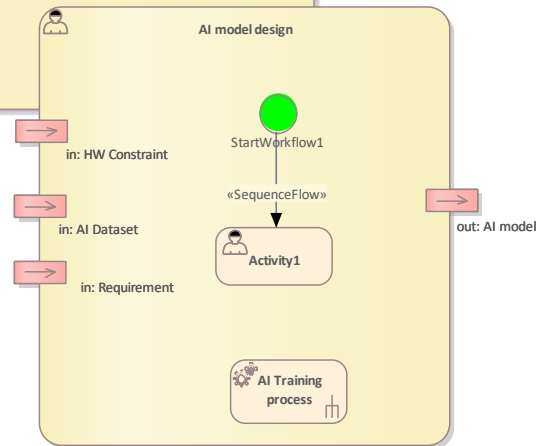 AI model design
StartWorkflow1
in: HW Constraint
«SequenceFlow»
in: AI Dataset
out: AI model
Activity1
in: Requirement
AI Training
process